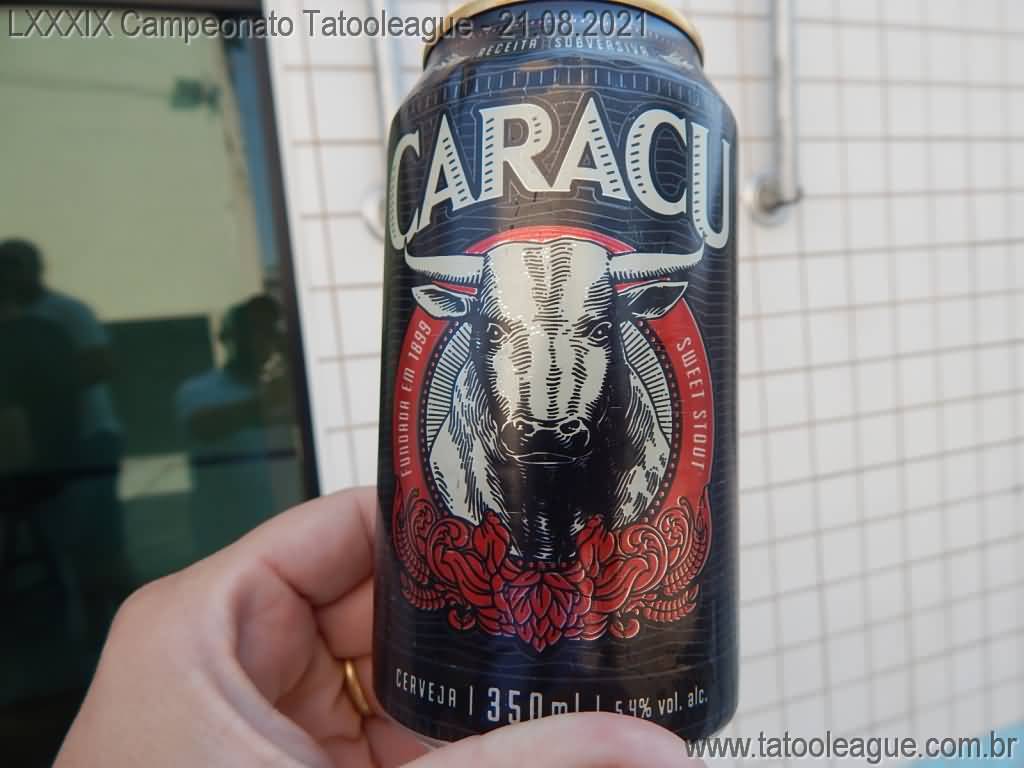 LXXXIX Campeonato Tatooleague - 21.08.2021
RECEITA SUBVERSIVA
CARACU
FUNDADA EM 1899
SWEET STOUT
CERVEJA | 350ml | 5,4% vol. alc.
www.tatooleague.com.br